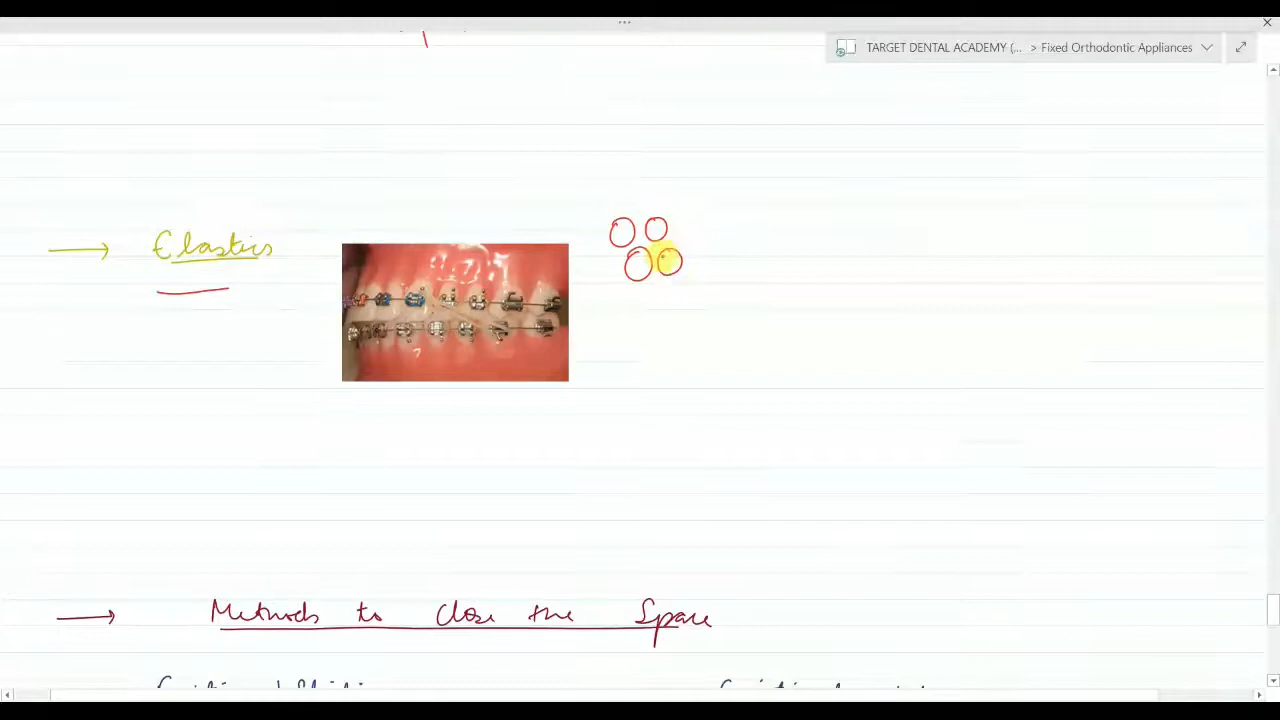 TARGET DENTAL ACADEMY (... > Fixed Orthodontic Appliances
→ Elastics
→ Methods to close the Space